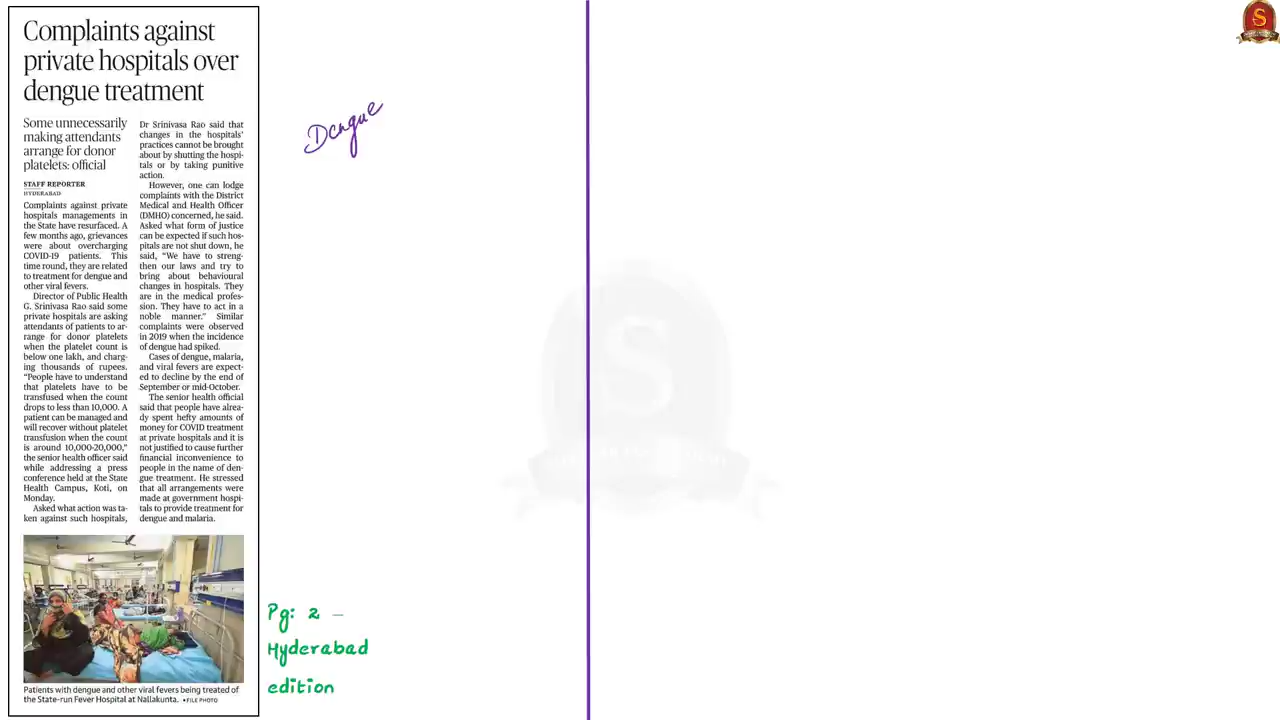 Complaints against
private hospitals over
dengue treatment
Some unnecessarily
making attendants
arrange for donor
platelets: official
STAFF REPORTER
HYDERABAD
Complaints against private
hospitals managements in
the State have resurfaced. A
few months ago, grievances
were about overcharging
COVID-19 patients. This
time round, they are related
to treatment for dengue and
other viral fevers.
Director of Public Health
G. Srinivasa Rao said some
private hospitals are asking
attendants of patients to ar-
range for donor platelets
when the platelet count is
below one lakh, and charg-
ing thousands of rupees.
“People have to understand
that platelets have to be
transfused when the count
drops to less than 10,000. A
patient can be managed and
will recover without platelet
transfusion when the count
is around 10,000-20,000,”
the senior health officer said
while addressing a press
conference held at the State
Health Campus, Koti, on
Monday.
Asked what action was ta-
ken against such hospitals,
Dr Srinivasa Rao said that
changes in the hospitals’
practices cannot be brought
about by shutting the hospi-
tals or by taking punitive
action.
However, one can lodge
complaints with the District
Medical and Health Officer
(DMHO) concerned, he said.
Asked what form of justice
can be expected if such hos-
pitals are not shut down, he
said, “We have to streng-
then our laws and try to
bring about behavioural
changes in hospitals. They
are in the medical profes-
sion. They have to act in a
noble manner.” Similar
complaints were observed
in 2019 when the incidence
of dengue had spiked.
Cases of dengue, malaria,
and viral fevers are expect-
ed to decline by the end of
September or mid-October.
The senior health official
said that people have alrea-
dy spent hefty amounts of
money for COVID treatment
at private hospitals and it is
not justified to cause further
financial inconvenience to
people in the name of den-
gue treatment. He stressed
that all arrangements were
made at government hospi-
tals to provide treatment for
dengue and malaria.
Patients with dengue and other viral fevers being treated of
the State-run Fever Hospital at Nallakunta. •FILE PHOTO
Dengue
Pg: 2 –
Hyderabad
edition
S